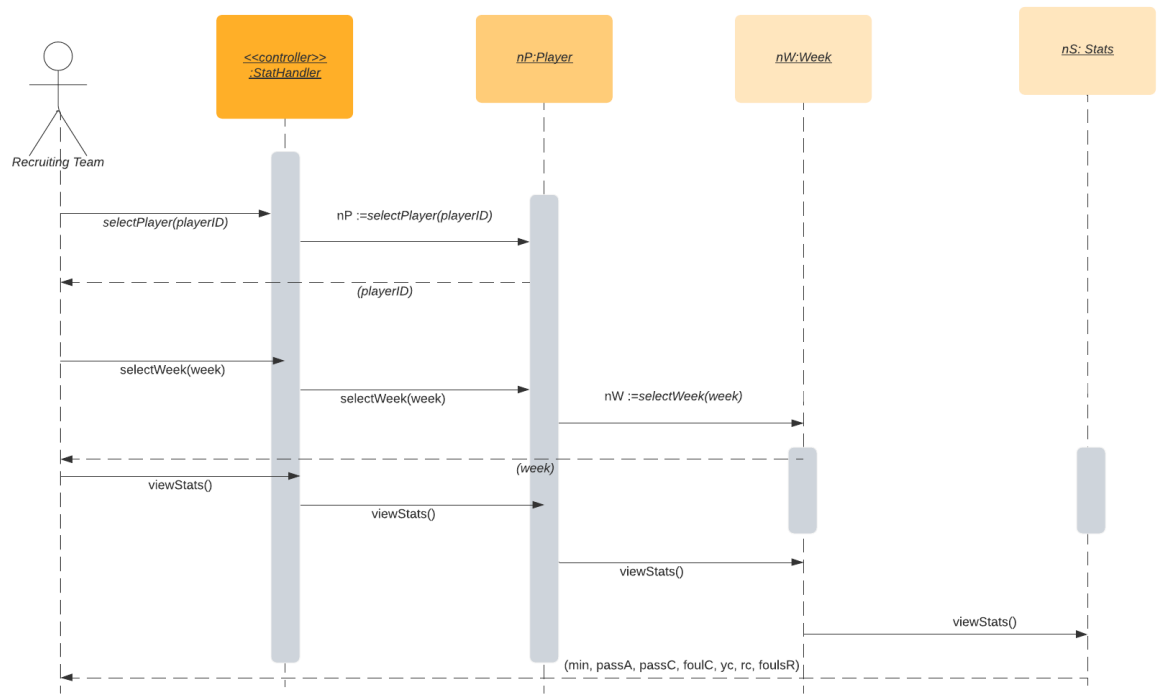 <<controller>>
:StatHandler
nP:Player
nW:Week
nS: Stats
Recruiting Team
selectPlayer(playerID)
nP :=selectPlayer(playerID)
(playerID)
selectWeek(week)
selectWeek(week)
nW :=selectWeek(week)
(week)
viewStats()
viewStats()
viewStats()
viewStats()
(min, passA, passC, foulC, yc, rc, foulsR)